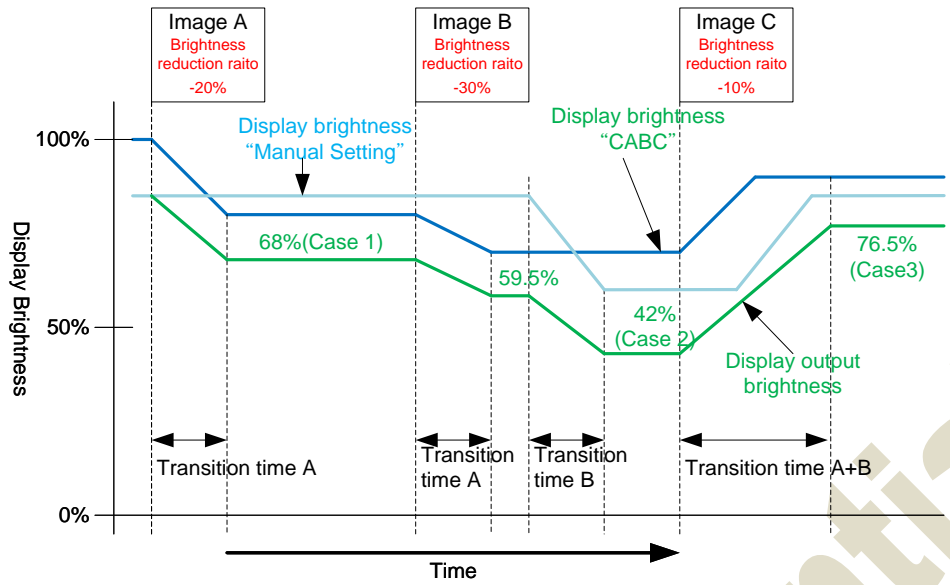 Image A
Brightness
reduction raito
-20%
Image B
Brightness
reduction raito
-30%
Image C
Brightness
reduction raito
-10%
100%
Display brightness
“Manual Setting”
Display brightness
“CABC”
68%(Case 1)
59.5%
76.5%
(Case3)
42%
(Case 2)
50%
Display output
brightness
Display Brightness
Transition time A
Transition
time A
Transition
time B
Transition time A+B
0%
Time